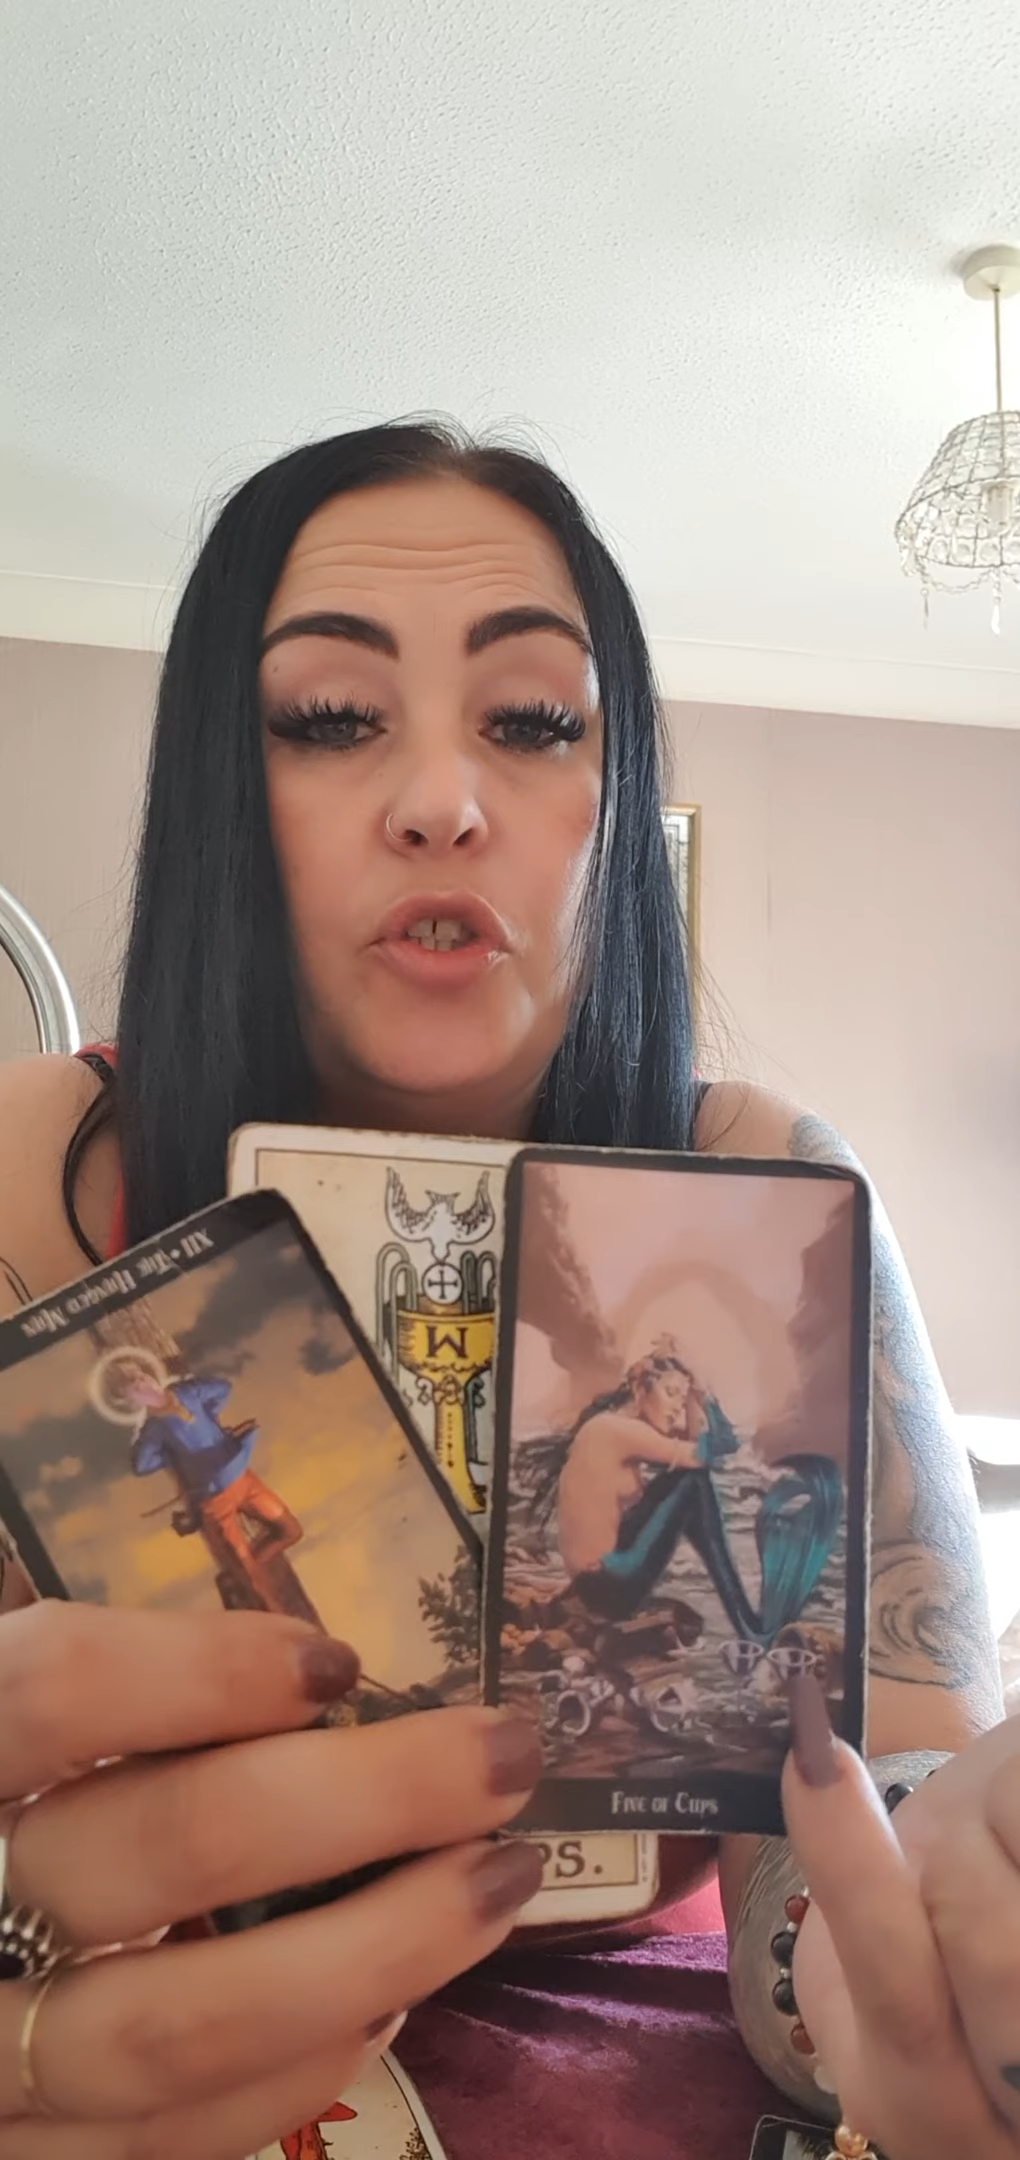 XII • The Hanged Man
W
Five of Cups
PS.